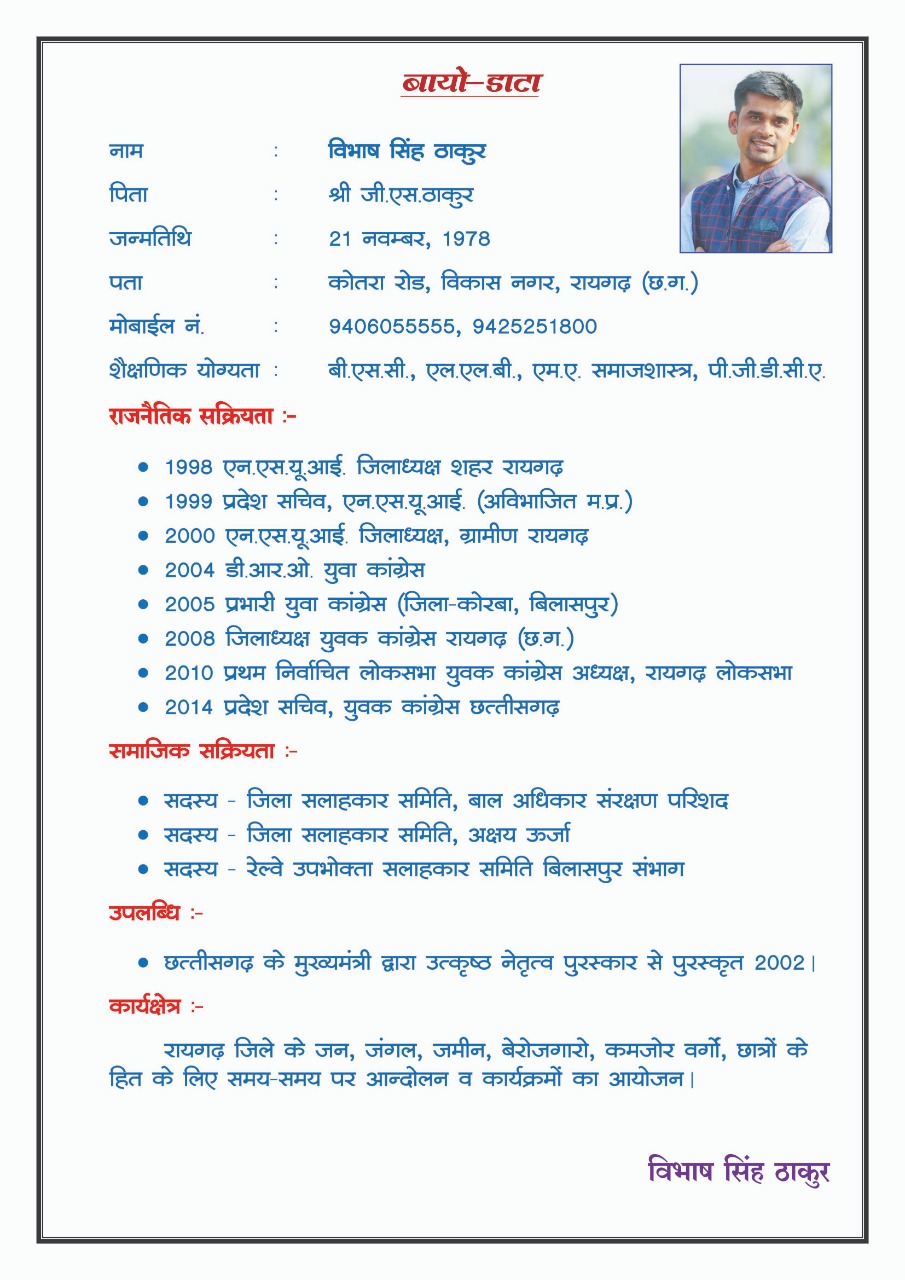 बायो-डाटा
नाम : विभाष सिंह ठाकुर
पिता : श्री जी.एस.ठाकुर
जन्मतिथि : 21 नवम्बर, 1978
पता : कोतरा रोड, विकास नगर, रायगढ़ (छ.ग.)
मोबाईल नं. : 9406055555, 9425251800
शैक्षणिक योग्यता : बी.एस.सी., एल.एल.बी., एम.ए. समाजशास्त्र, पी.जी.डी.सी.ए.
राजनैतिक सक्रियता :-
• 1998 एन.एस.यू.आई. जिलाध्यक्ष शहर रायगढ़
• 1999 प्रदेश सचिव, एन.एस.यू.आई. (अविभाजित म.प्र.)
• 2000 एन.एस.यू.आई. जिलाध्यक्ष, ग्रामीण रायगढ़
• 2004 डी.आर.ओ. युवा कांग्रेस
• 2005 प्रभारी युवा कांग्रेस (जिला-कोरबा, बिलासपुर)
• 2008 जिलाध्यक्ष युवक कांग्रेस रायगढ़ (छ.ग.)
• 2010 प्रथम निर्वाचित लोकसभा युवक कांग्रेस अध्यक्ष, रायगढ़ लोकसभा
• 2014 प्रदेश सचिव, युवक कांग्रेस छत्तीसगढ़
समाजिक सक्रियता :-
• सदस्य - जिला सलाहकार समिति, बाल अधिकार संरक्षण परिशद
• सदस्य - जिला सलाहकार समिति, अक्षय ऊर्जा
• सदस्य - रेल्वे उपभोक्ता सलाहकार समिति बिलासपुर संभाग
उपलब्धि :-
• छत्तीसगढ़ के मुख्यमंत्री द्वारा उत्कृष्ठ नेतृत्व पुरस्कार से पुरस्कृत 2002।
कार्यक्षेत्र :-
रायगढ़ जिले के जन, जंगल, जमीन, बेरोजगारो, कमजोर वर्गों, छात्रों के
हित के लिए समय-समय पर आन्दोलन व कार्यक्रमों का आयोजन।
विभाष सिंह ठाकुर